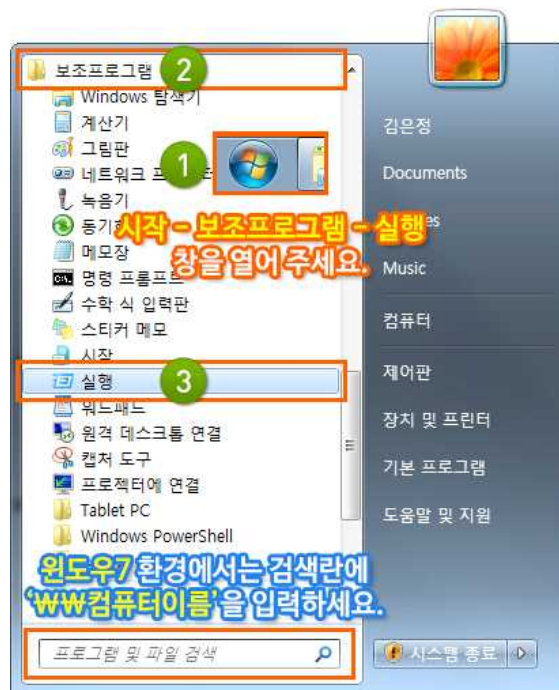 보조프로그램 2
Windows 탐색기
계산기
그림판
1
녹음기
메모장
명령 프롬프트
수학 식 입력판
스티커 메모
시작
실행 3
워드패드
원격 데스크톱 연결
캡처 도구
프로젝터에 연결
Tablet PC
Windows PowerShell
시작 - 보조프로그램 - 실행
창을 열어 주세요.
윈도우7 환경에서는 검색란에
'₩₩컴퓨터이름'을 입력하세요.
프로그램 및 파일 검색
김은정
Documents
Music
컴퓨터
제어판
장치 및 프린터
기본 프로그램
도움말 및 지원
시스템 종료